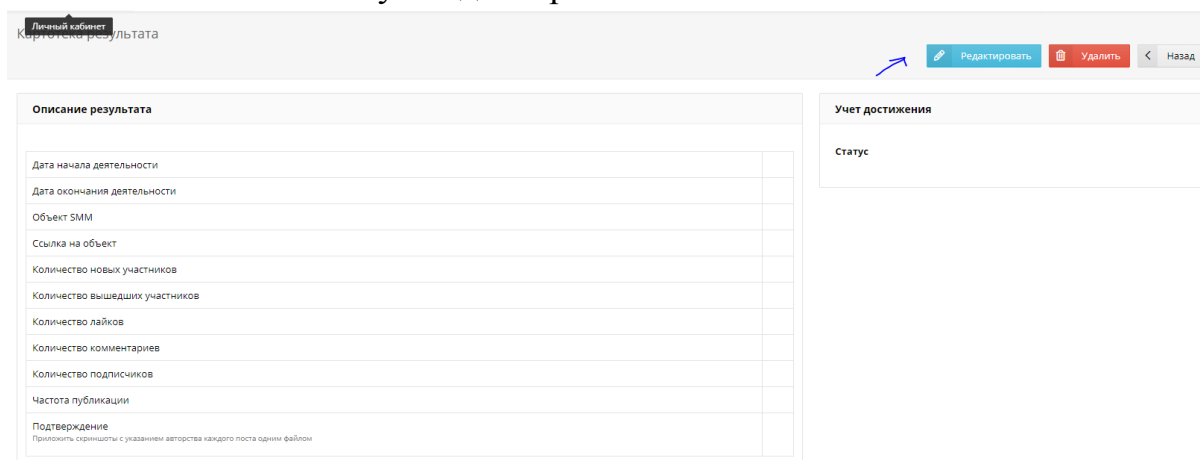 Личный кабинет
Картотека результата
Редактировать
Удалить
Назад
Описание результата
Учет достижения
Дата начала деятельности
Статус
Дата окончания деятельности
Объект SMM
Ссылка на объект
Количество новых участников
Количество вышедших участников
Количество лайков
Количество комментариев
Количество подписчиков
Частота публикации
Подтверждение
Приложить скриншоты с указанием авторства каждого поста одним файлом